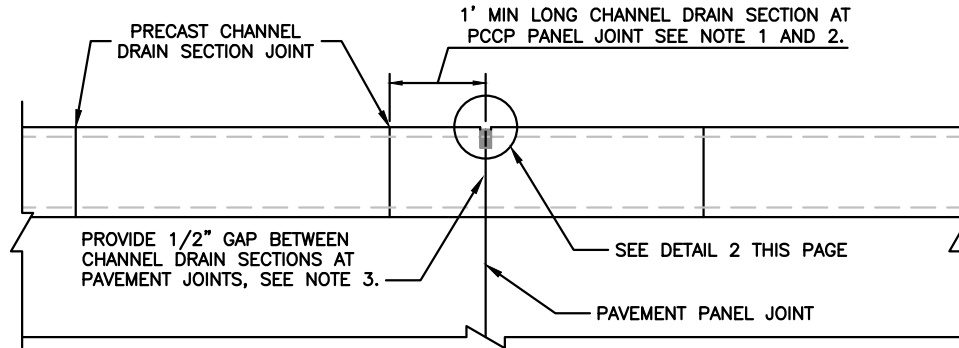 1' MIN LONG CHANNEL DRAIN SECTION AT
PCCP PANEL JOINT SEE NOTE 1 AND 2.
PRECAST CHANNEL
DRAIN SECTION JOINT
PROVIDE 1/2" GAP BETWEEN
CHANNEL DRAIN SECTIONS AT
PAVEMENT JOINTS, SEE NOTE 3.
SEE DETAIL 2 THIS PAGE
PAVEMENT PANEL JOINT